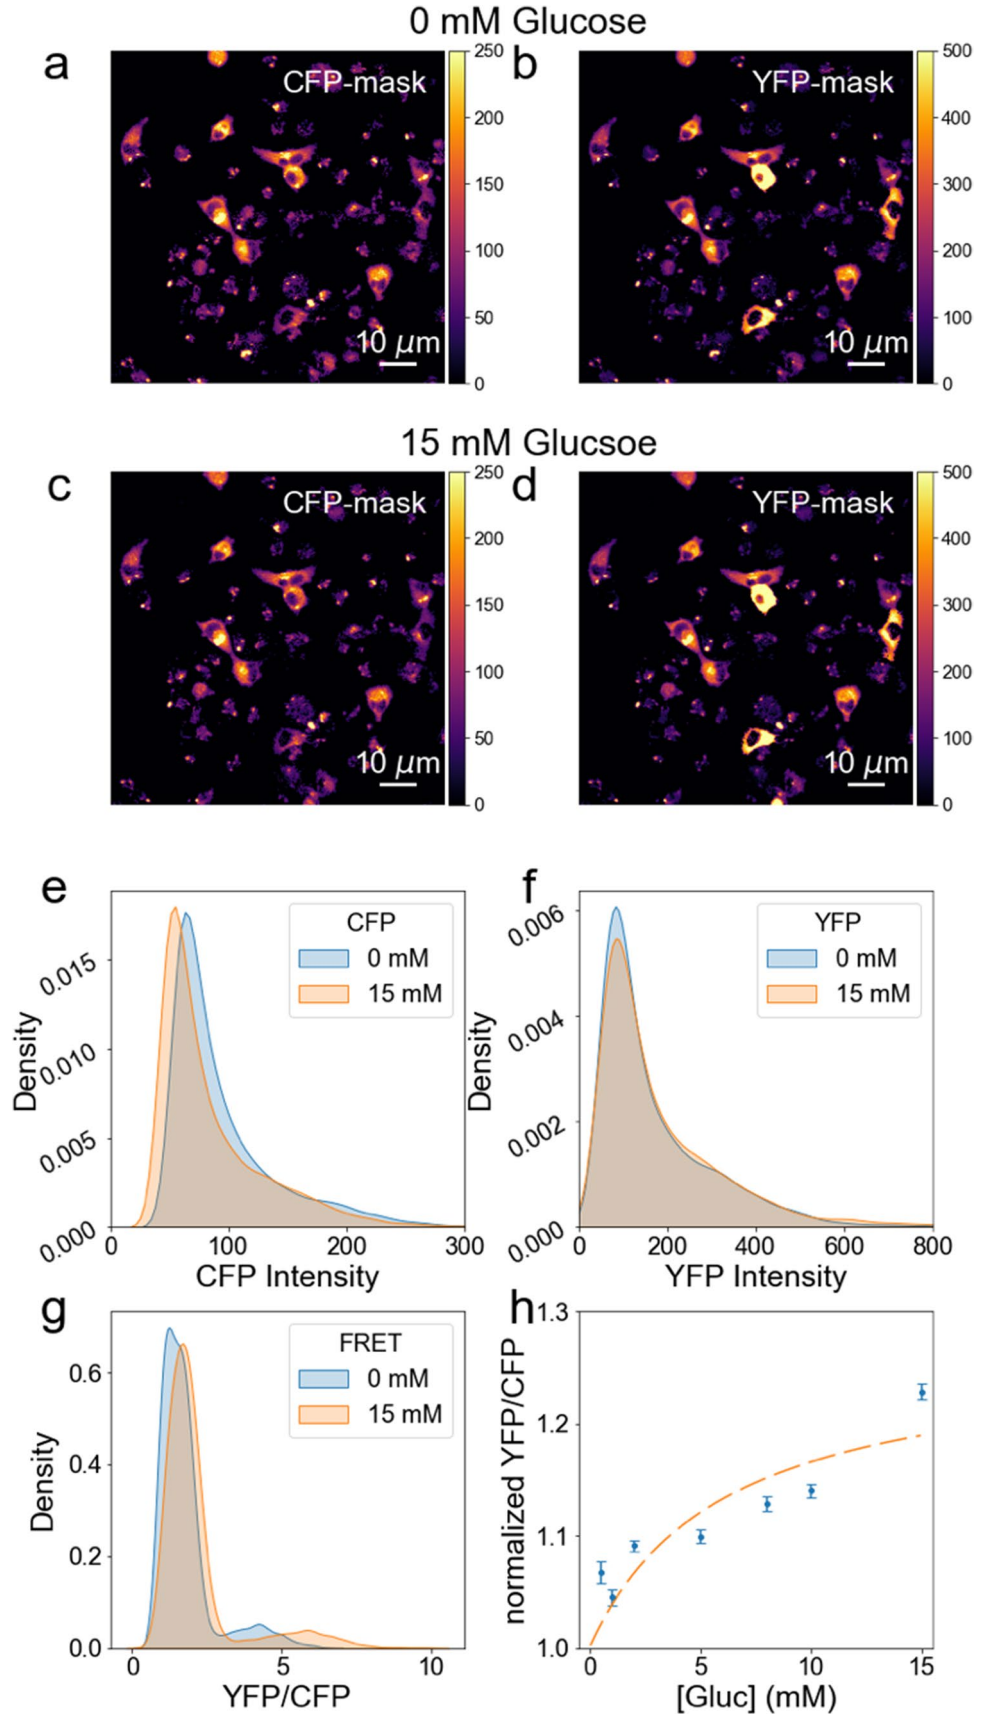 0 mM Glucose
a
CFP-mask
10 μm
250
200
150
100
50
0
b
YFP-mask
10 μm
500
400
300
200
100
0
15 mM Glucsoe
c
CFP-mask
10 μm
250
200
150
100
50
0
d
YFP-mask
10 μm
500
400
300
200
100
0
e
CFP
0 mM
15 mM
Density
0.015
0.010
0.005
0.000
0 100 200 300
CFP Intensity
f
YFP
0 mM
15 mM
Density
0.006
0.004
0.002
0.000
0 200 400 600 800
YFP Intensity
g
FRET
0 mM
15 mM
Density
0.6
0.4
0.2
0.0
0 5 10
YFP/CFP
h
normalized YFP/CFP
1.3
1.2
1.1
1.0
0 5 10 15
[Gluc] (mM)